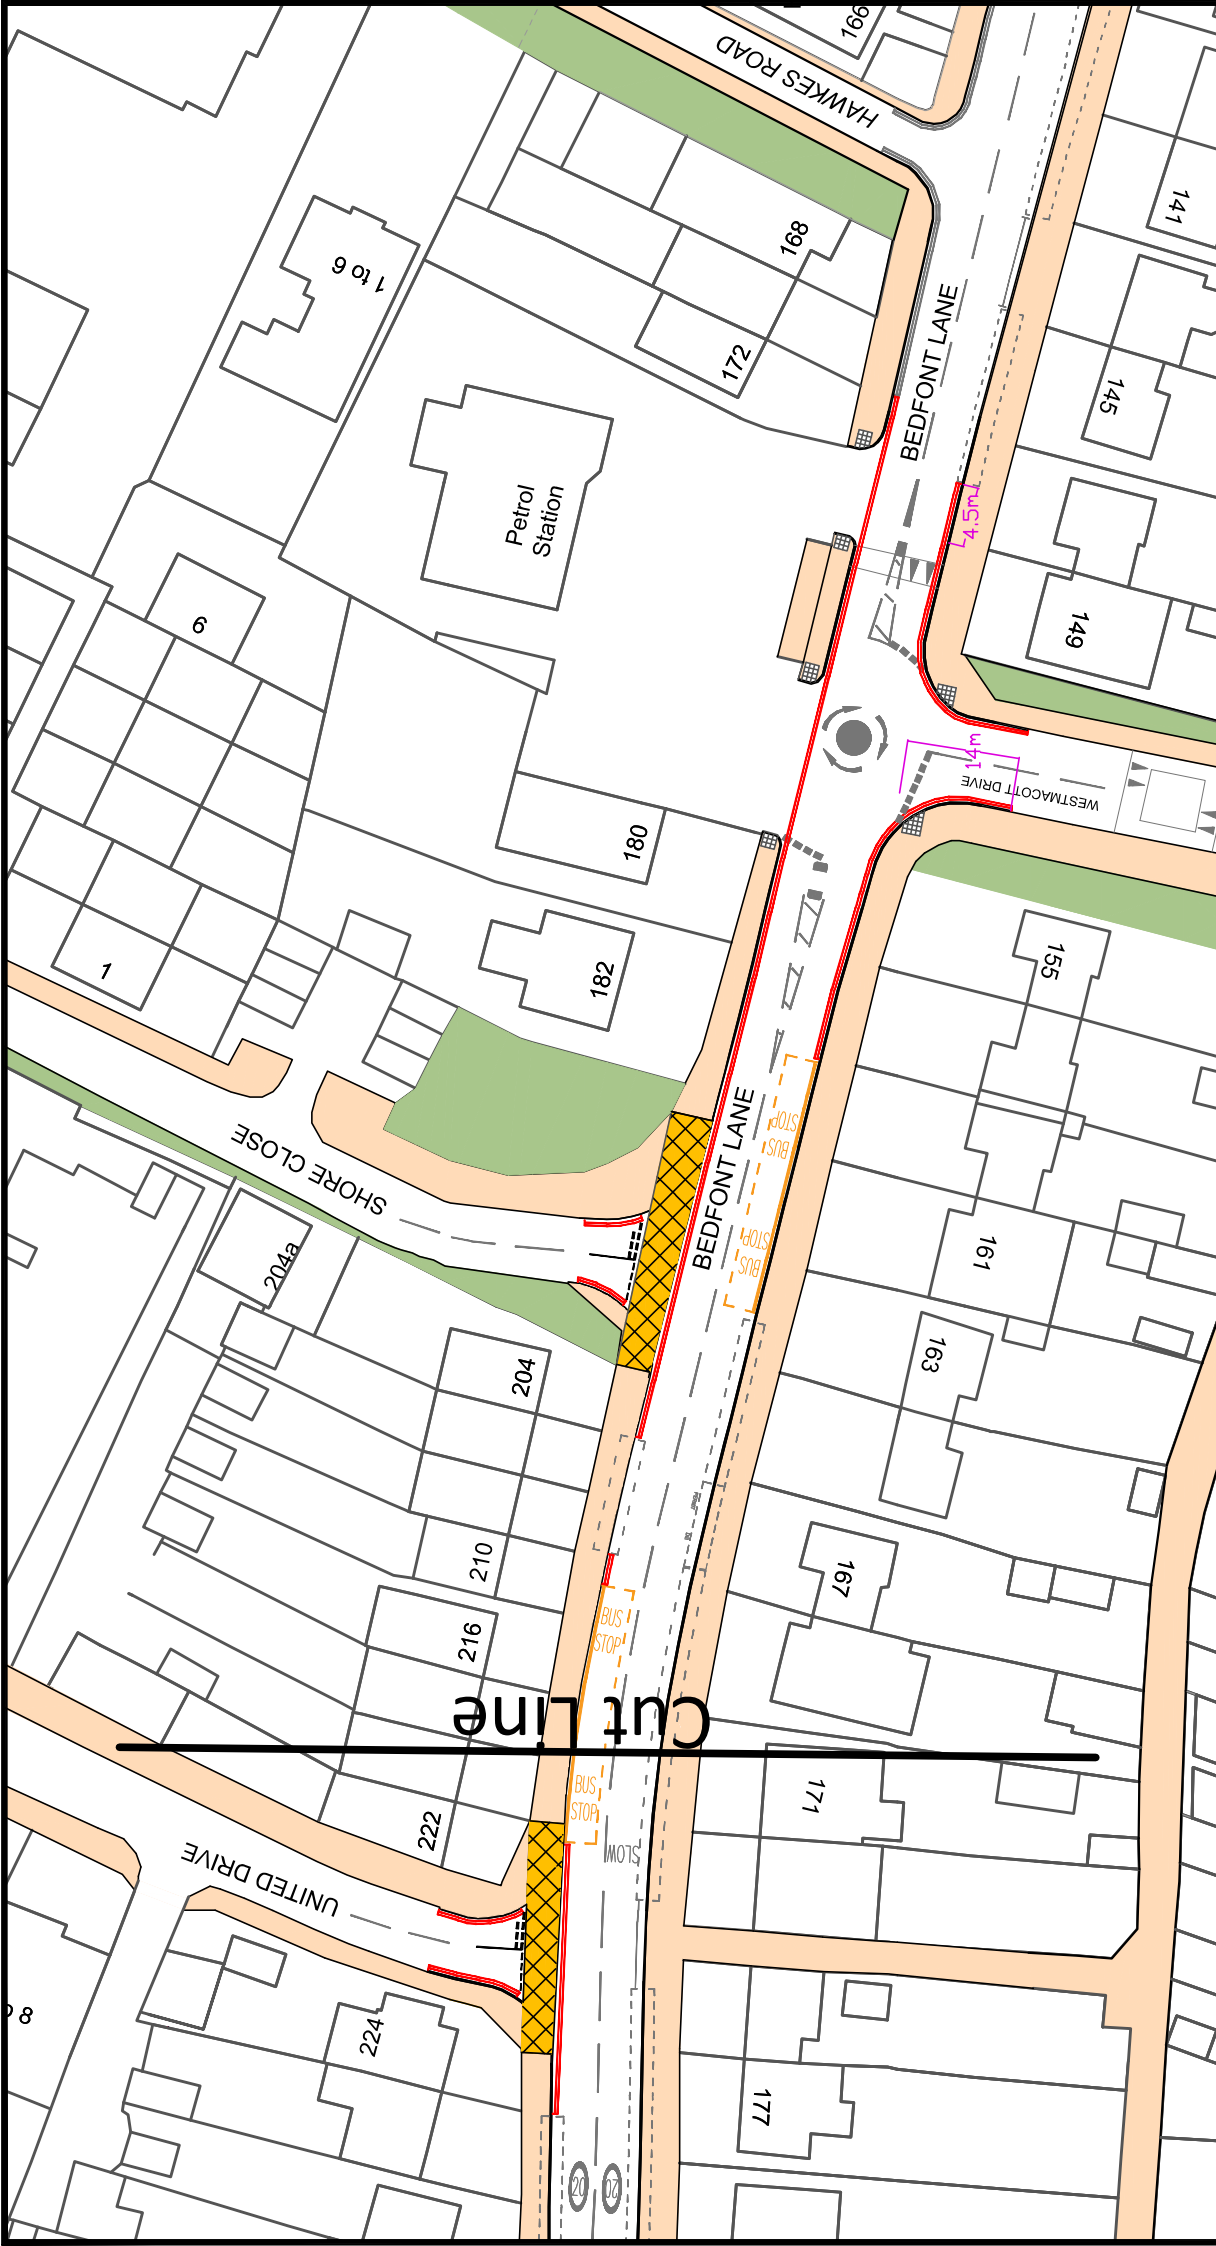 166
HAWKES ROAD
141
168
1 to 6
BEDFONT LANE
172
145
Petrol
Station
4.5m
6
149
14m
WESTMACOTT DRIVE
180
155
182
1
BEDFONT LANE
BUS
STOP
SHORE CLOSE
BUS
STOP
161
204a
163
204
210
167
BUS
STOP
216
Cut Line
BUS
STOP
171
222
SLOW
UNITED DRIVE
8
224
177
20
20